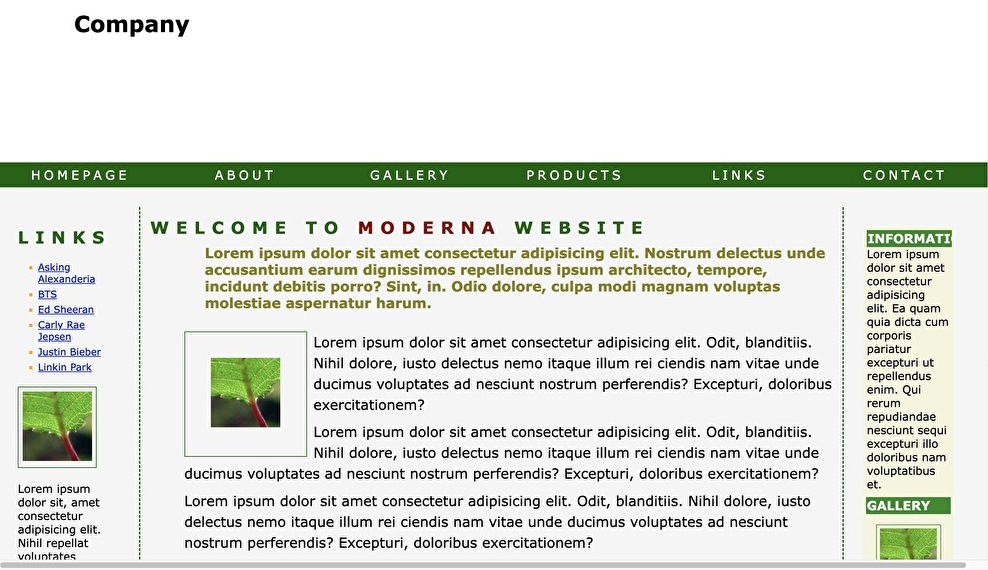 Company
HOMEPAGE ABOUT GALLERY PRODUCTS LINKS CONTACT
LINKS
Asking
Alexanderia
BTS
Ed Sheeran
Carly Rae
Jepsen
Justin Bieber
Linkin Park
Lorem ipsum
dolor sit, amet
consectetur
adipisicing elit.
Nihil repellat
voluptates
WELCOME TO MODERNA WEBSITE
Lorem ipsum dolor sit amet consectetur adipisicing elit. Nostrum delectus unde
accusantium earum dignissimos repellendus ipsum architecto, tempore,
incidunt debitis porro? Sint, in. Odio dolore, culpa modi magnam voluptas
molestiae aspernatur harum.
Lorem ipsum dolor sit amet consectetur adipisicing elit. Odit, blanditiis.
Nihil dolore, iusto delectus nemo itaque illum rei ciendis nam vitae unde
ducimus voluptates ad nesciunt nostrum perferendis? Excepturi, doloribus
exercitationem?
Lorem ipsum dolor sit amet consectetur adipisicing elit. Odit, blanditiis.
Nihil dolore, iusto delectus nemo itaque illum rei ciendis nam vitae unde
ducimus voluptates ad nesciunt nostrum perferendis? Excepturi, doloribus exercitationem?
Lorem ipsum dolor sit amet consectetur adipisicing elit. Odit, blanditiis. Nihil dolore, iusto
delectus nemo itaque illum rei ciendis nam vitae unde ducimus voluptates ad nesciunt
nostrum perferendis? Excepturi, doloribus exercitationem?
INFORMATI
Lorem ipsum
dolor sit amet
consectetur
adipisicing
elit. Ea quam
quia dicta cum
corporis
pariatur
excepturi ut
repellendus
enim. Qui
rerum
repudiandae
nesciunt sequi
excepturi illo
doloribus nam
voluptatibus
et.
GALLERY